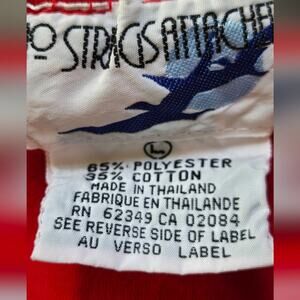 NO STRINGS ATTACHED
L
65% POLYESTER
35% COTTON
MADE IN THAILAND
FABRIQUE EN THAILANDE
RN 62349 CA 02084
SEE REVERSE SIDE OF LABEL
AU VERSO LABEL